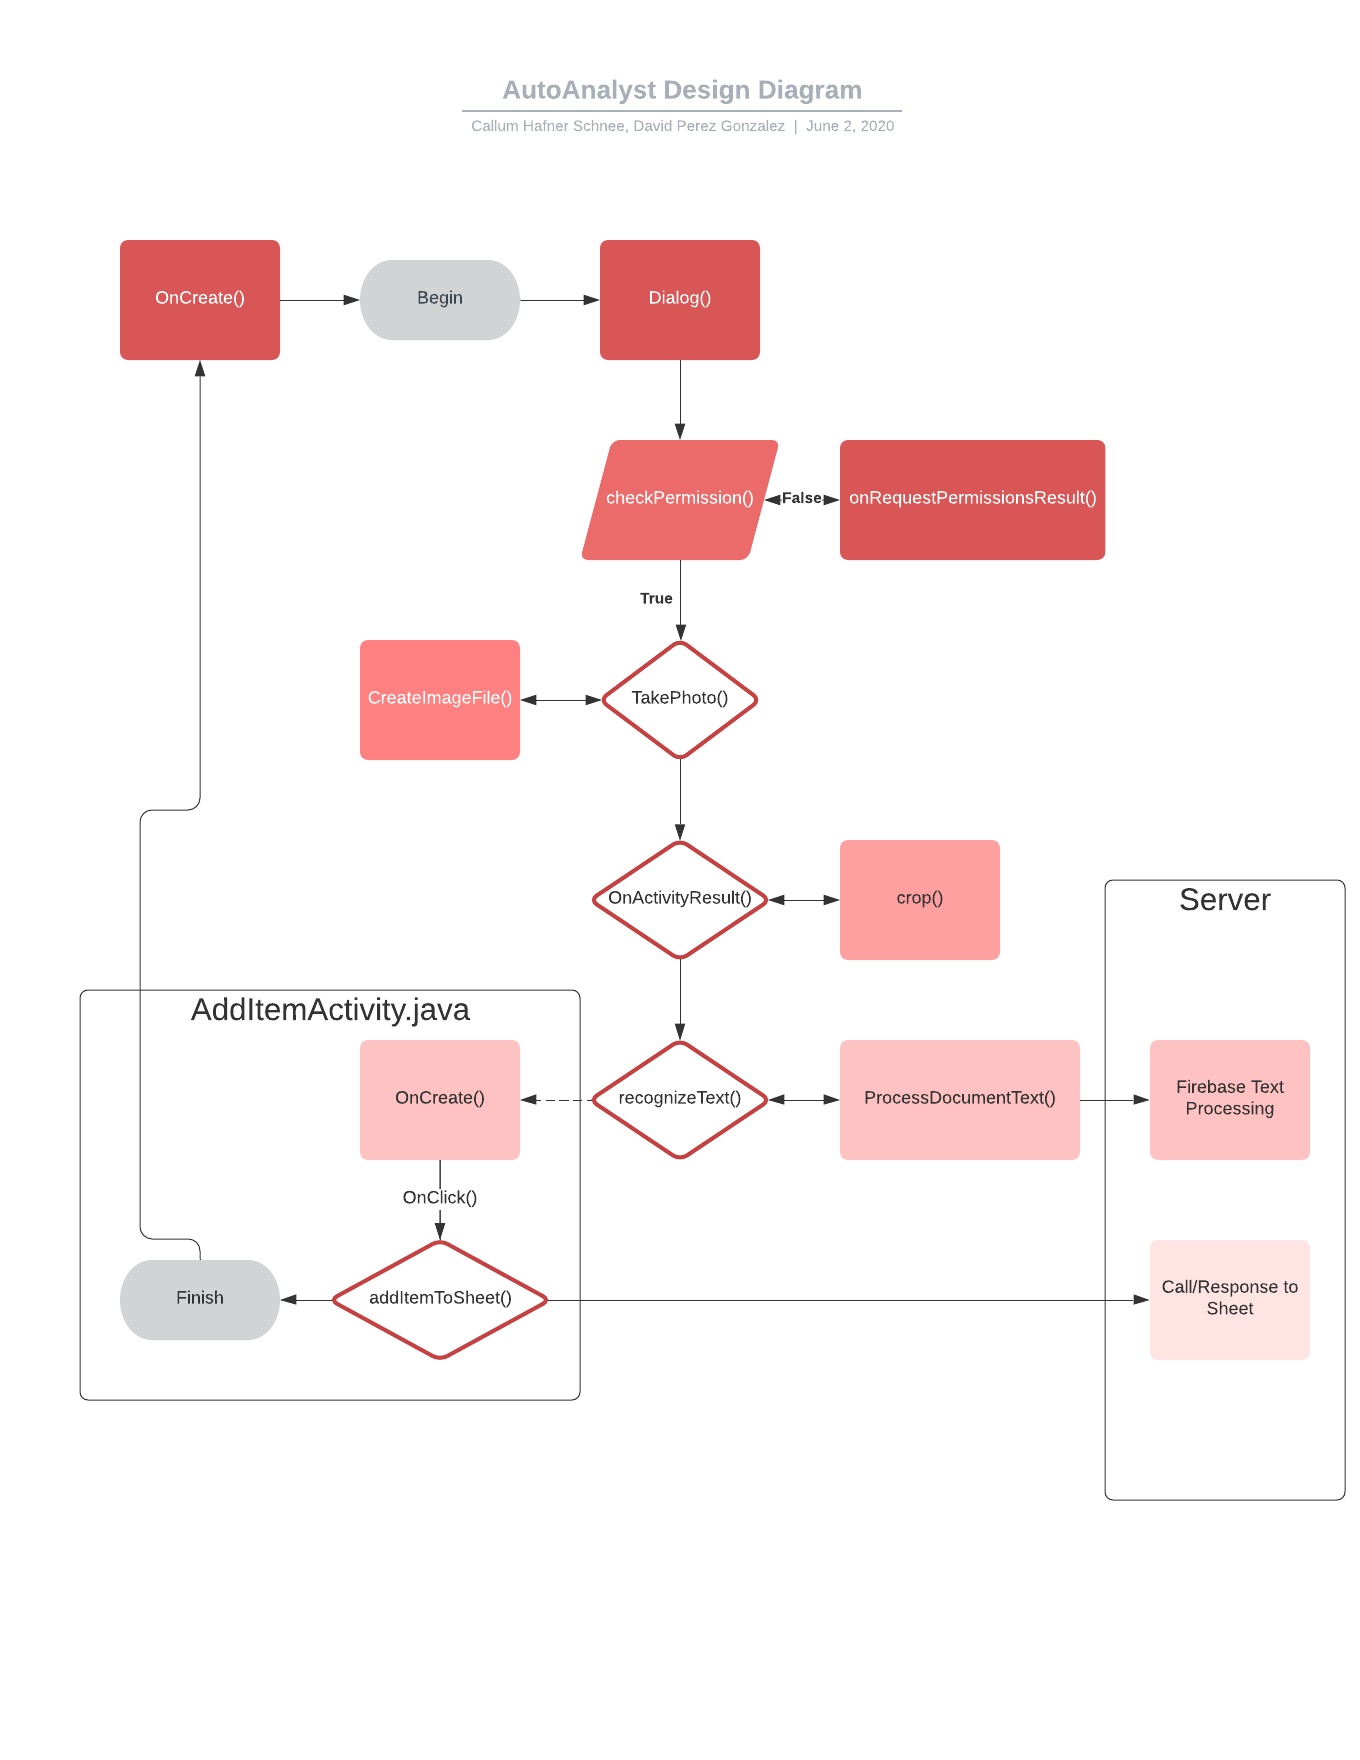 AutoAnalyst Design Diagram
Callum Hafner Schnee, David Perez Gonzalez | June 2, 2020
OnCreate()
Begin
Dialog()
checkPermission()
False
onRequestPermissionsResult()
True
CreateImageFile()
TakePhoto()
OnActivityResult()
crop()
Server
AddItemActivity.java
OnCreate()
recognizeText()
ProcessDocumentText()
Firebase Text
Processing
OnClick()
Finish
addItemToSheet()
Call/Response to
Sheet